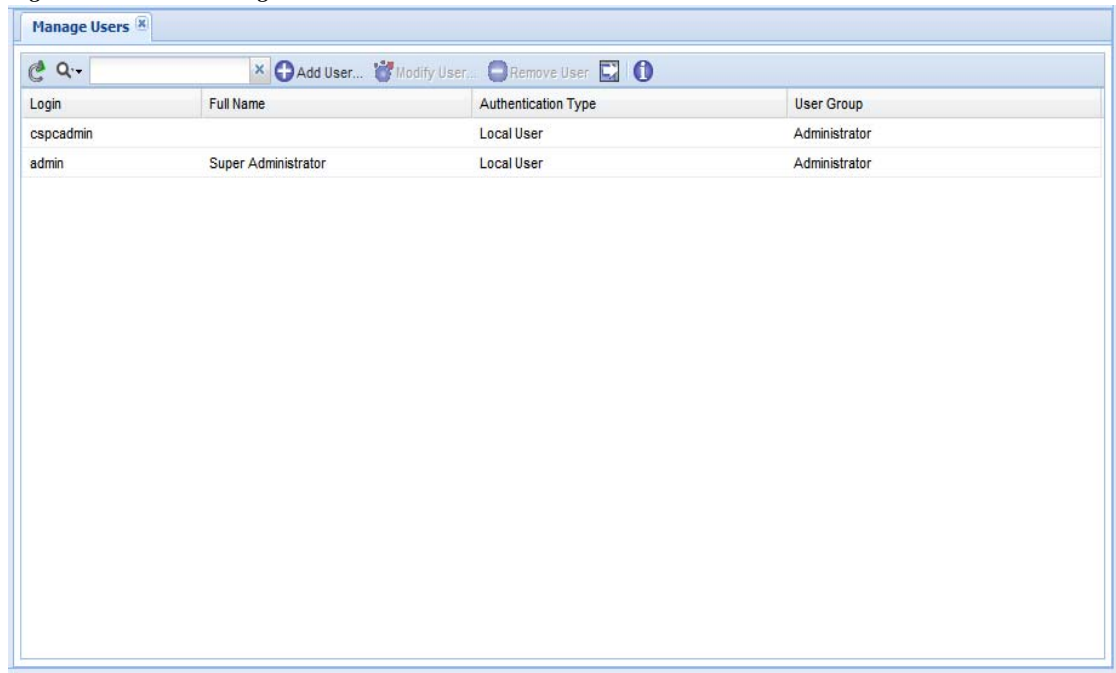 Manage Users
Add User... Modify User... Remove User
Login Full Name Authentication Type User Group
cspcadmin Local User Administrator
admin Super Administrator Local User Administrator